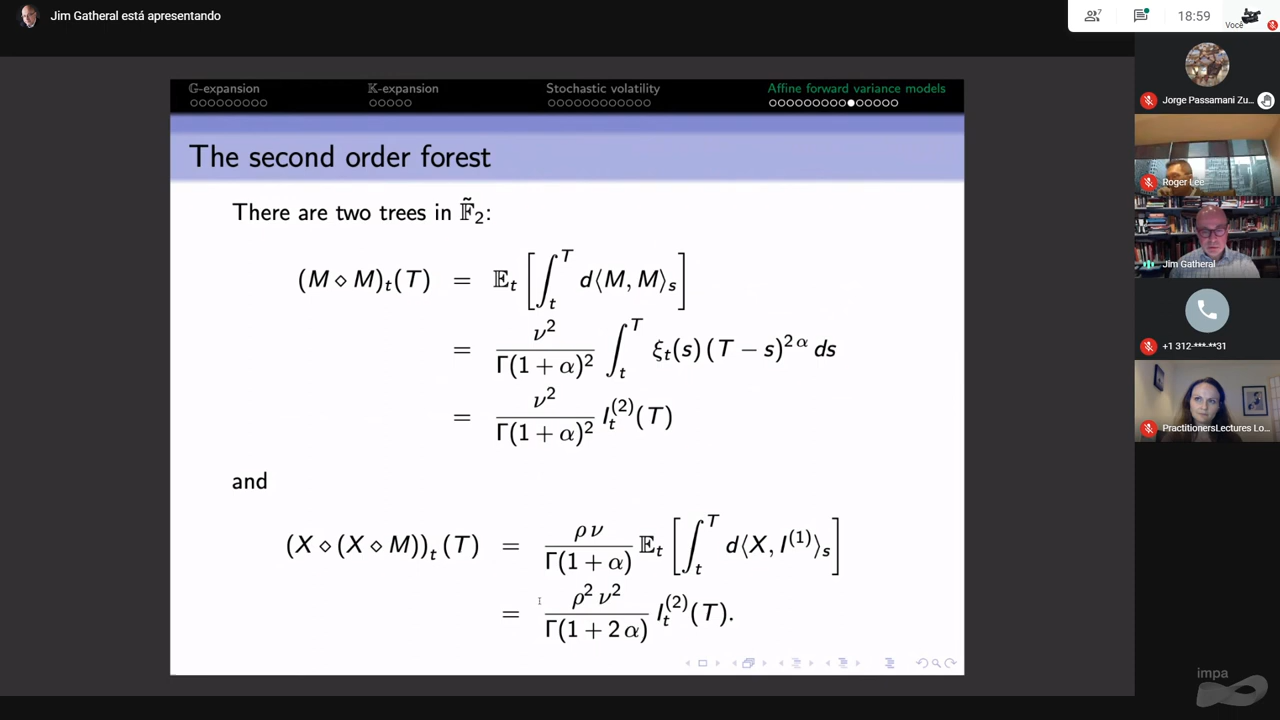 Jim Gatheral está apresentando
7
18:59
Você
G-expansion K-expansion Stochastic volatility Affine forward variance models
The second order forest
There are two trees in 𝔽̃₂:
(M ⋄ M)ₜ(T) = 𝔼ₜ [∫ₜᵀ d⟨M, M⟩ₛ]
= ν² / Γ(1 + α)² ∫ₜᵀ ξₜ(s) (T − s)^{2 α} ds
= ν² / Γ(1 + α)² Iₜ^{(2)}(T)
and
(X ⋄ (X ⋄ M))ₜ (T) = ρ ν / Γ(1 + α) 𝔼ₜ [∫ₜᵀ d⟨X, I^{(1)}⟩ₛ]
= ρ² ν² / Γ(1 + 2 α) Iₜ^{(2)}(T).
Jorge Passamani Zu...
Roger Lee
Jim Gatheral
+1 312-***-**31
PractitionersLectures Lo...
impa